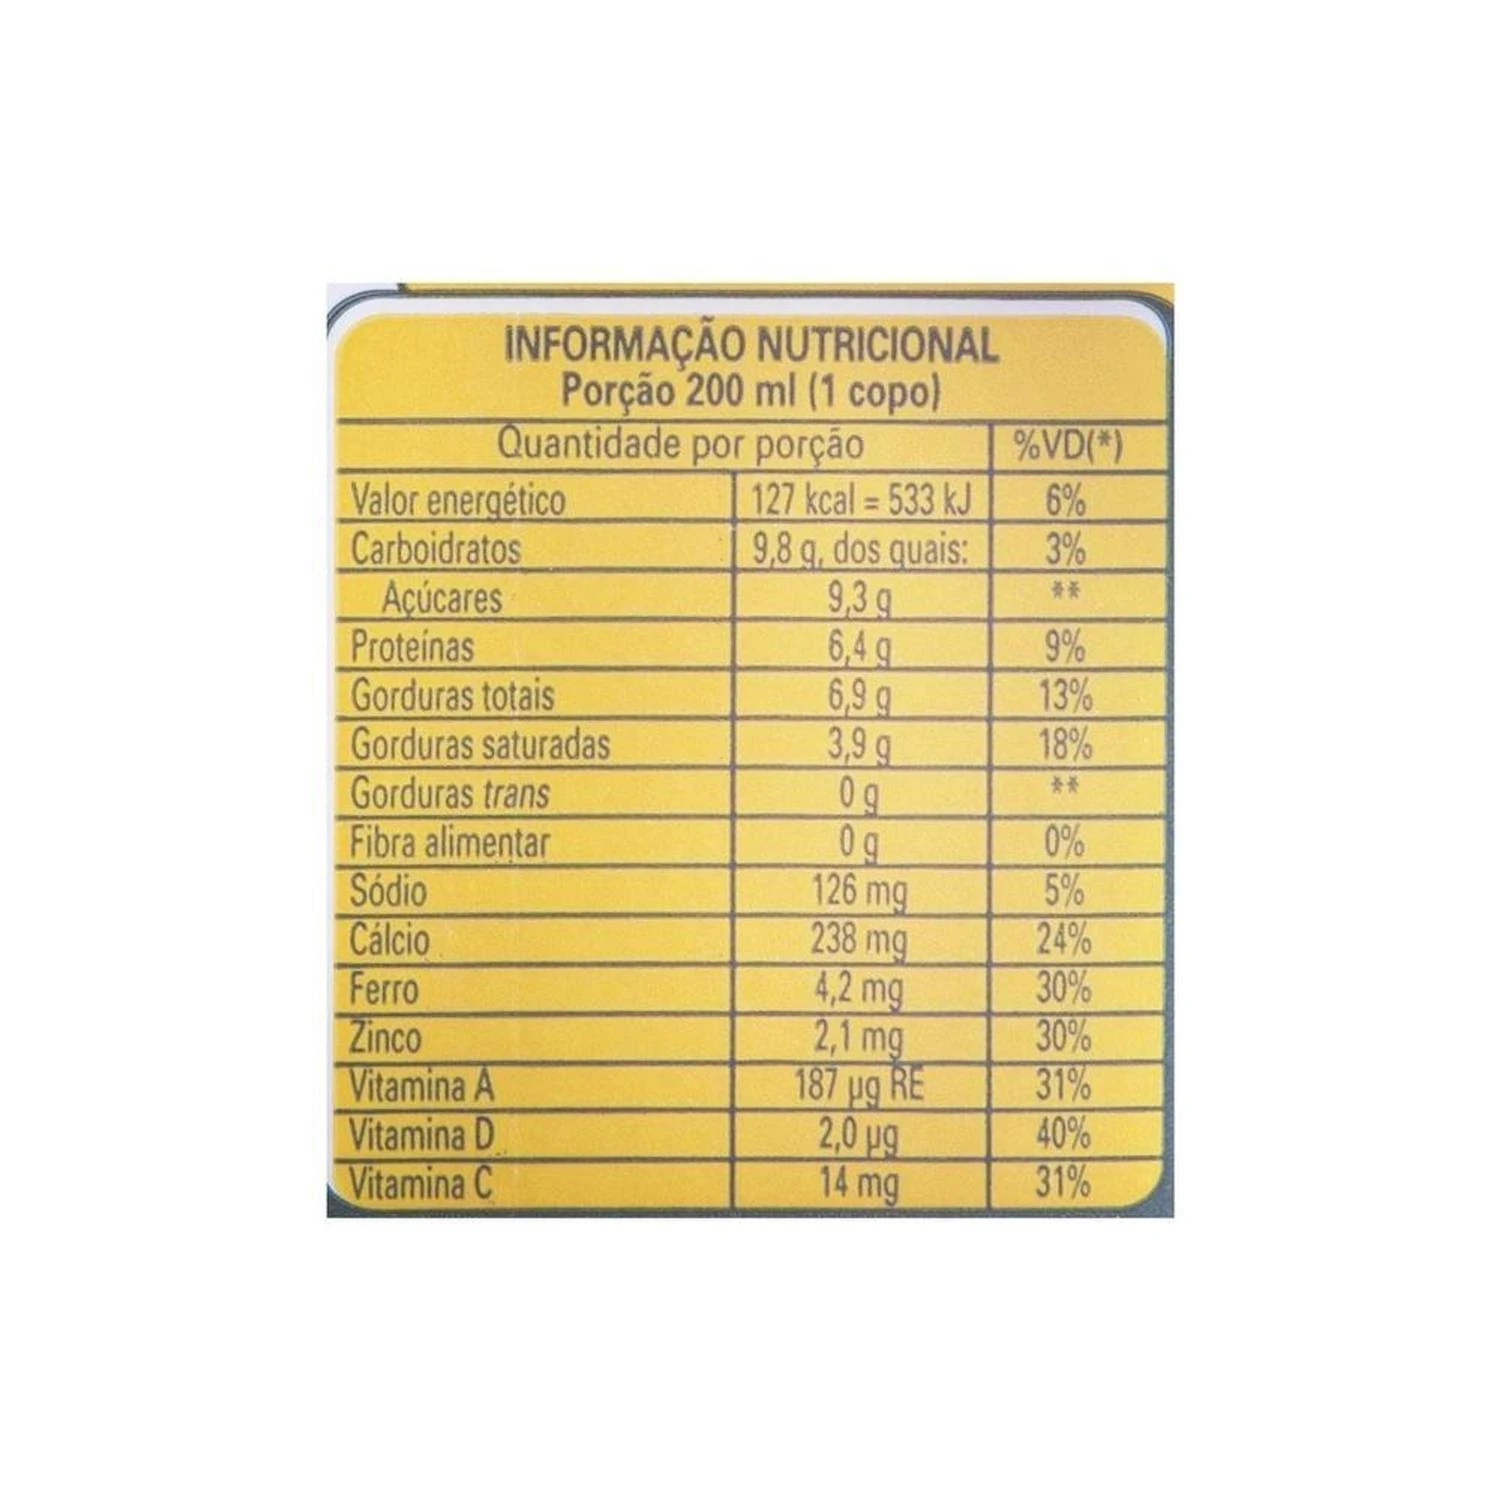 INFORMAÇÃO NUTRICIONAL
Porção 200 ml (1 copo)
Quantidade por porção %VD(*)
Valor energético 127 kcal = 533 kJ 6%
Carboidratos 9,8 g, dos quais: 3%
Açúcares 9,3 g **
Proteínas 6,4 g 9%
Gorduras totais 6,9 g 13%
Gorduras saturadas 3,9 g 18%
Gorduras trans 0 g **
Fibra alimentar 0 g 0%
Sódio 126 mg 5%
Cálcio 238 mg 24%
Ferro 4,2 mg 30%
Zinco 2,1 mg 30%
Vitamina A 187 µg RE 31%
Vitamina D 2,0 µg 40%
Vitamina C 14 mg 31%